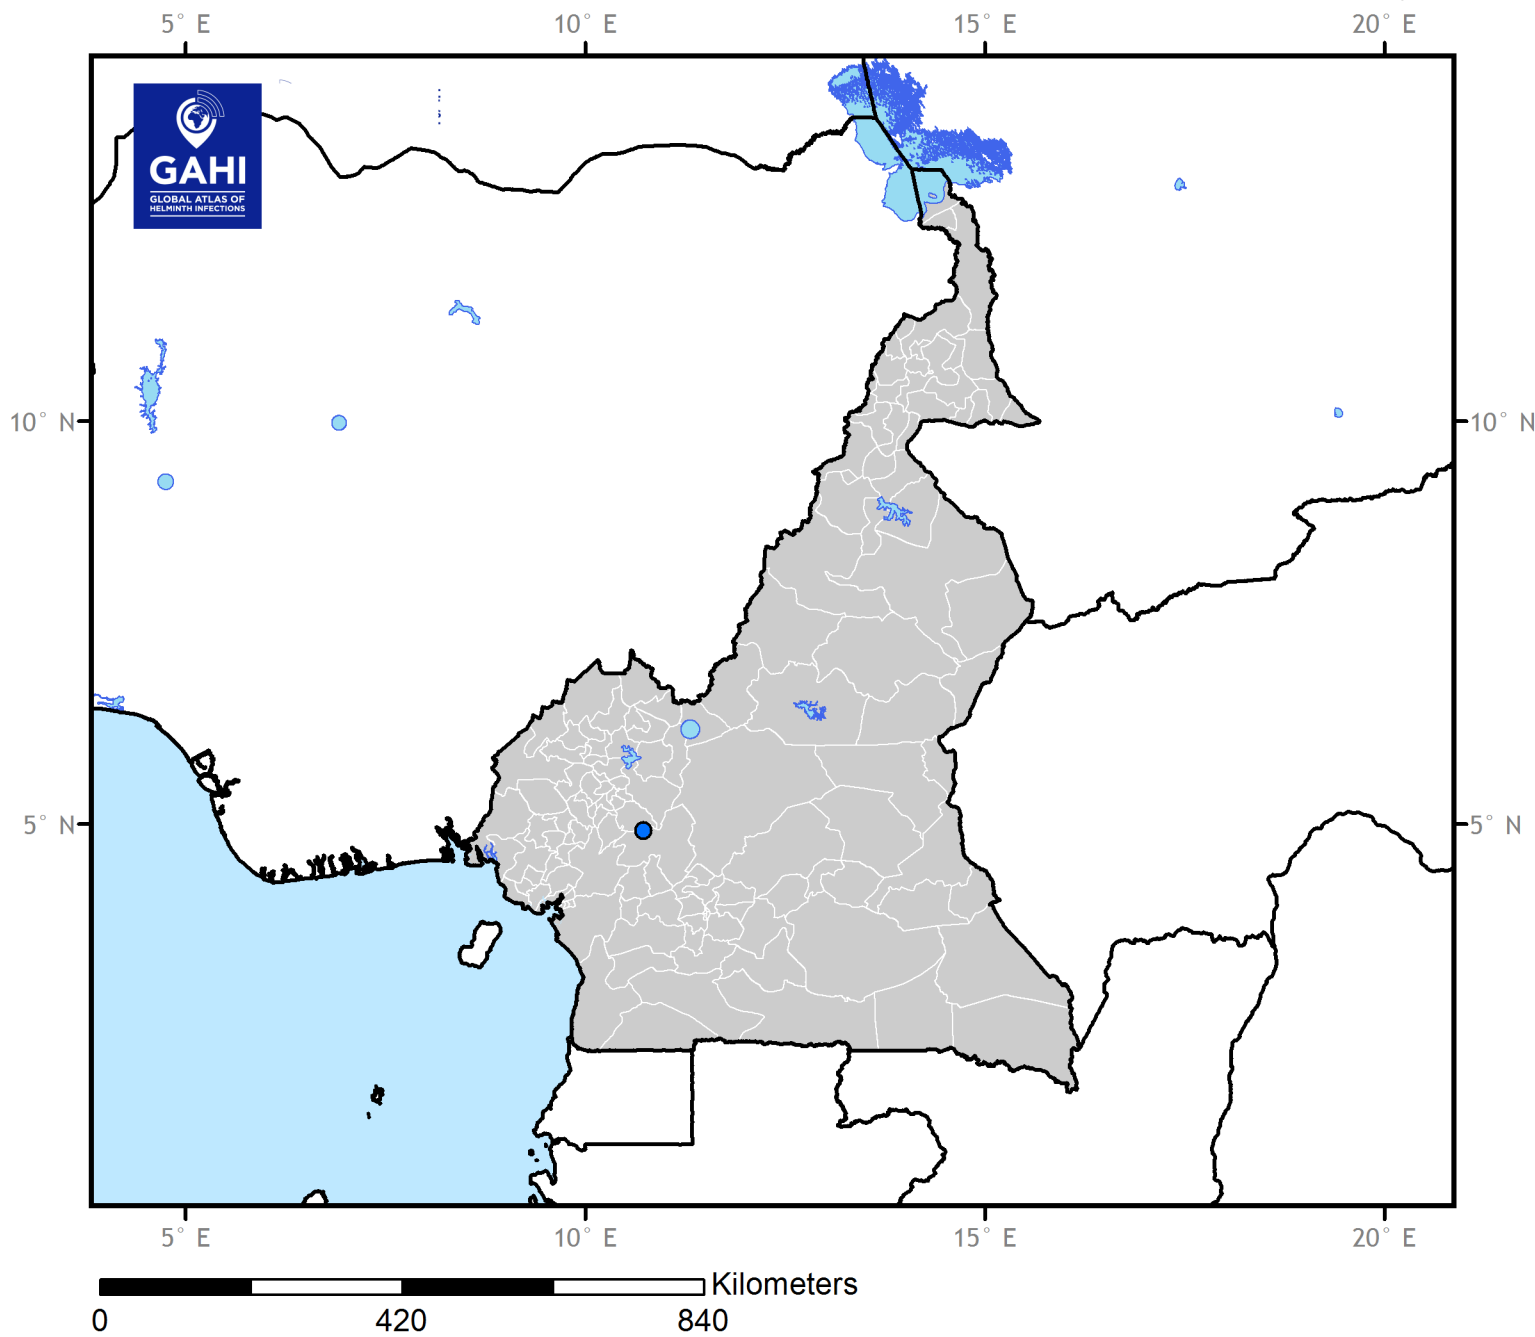 5° E 10° E 15° E 20° E
GAHI
GLOBAL ATLAS OF
HELMINTH INFECTIONS
10° N 10° N
5° N 5° N
5° E 10° E 15° E 20° E
Kilometers
0 420 840